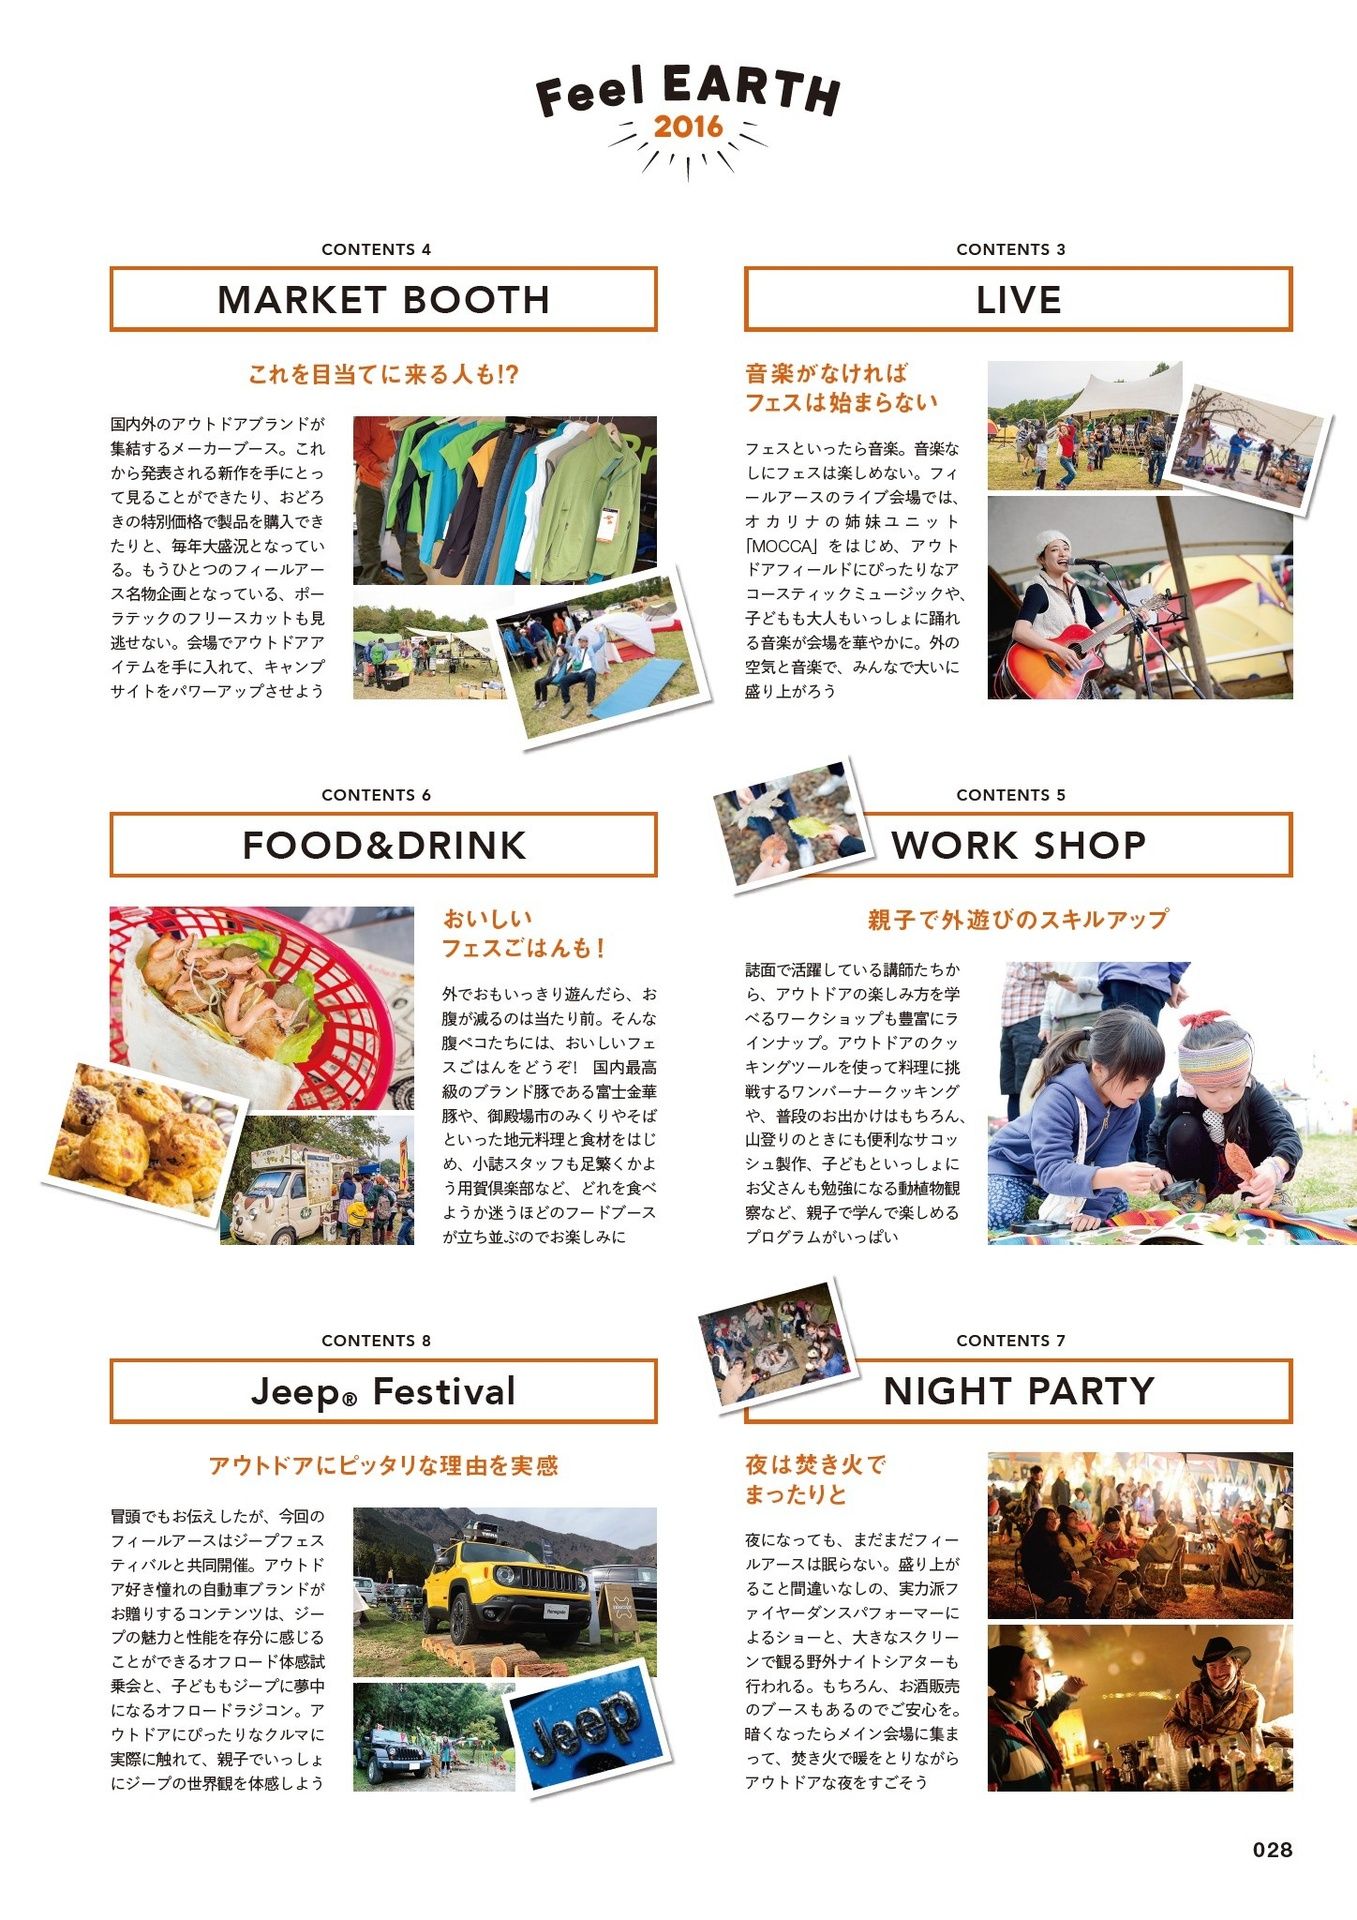 Feel EARTH
2016
CONTENTS 3
LIVE
音楽がなければ
フェスは始まらない
フェスといったら音楽。音楽な
しにフェスは楽しめない。フィ
ールアースのライブ会場では、
オカリナの姉妹ユニット
「MOCCA」をはじめ、アウト
ドアフィールドにぴったりなア
コースティックミュージックや、
子どもも大人もいっしょに踊れ
る音楽が会場を華やかに。外の
空気と音楽で、みんなで大いに
盛り上がろう
CONTENTS 4
MARKET BOOTH
これを目当てに来る人も!?
国内外のアウトドアブランドが
集結するメーカーブース。これ
から発表される新作を手にとっ
て見ることができたり、おどろ
きの特別価格で製品を購入でき
たりと、毎年大盛況となってい
る。もうひとつのフィールアー
ス名物企画となっている、ポー
ラテックのフリースカットも見
逃せない。会場でアウトドアア
イテムを手に入れて、キャンプ
サイトをパワーアップさせよう
CONTENTS 5
WORK SHOP
親子で外遊びのスキルアップ
誌面で活躍している講師たちか
ら、アウトドアの楽しみ方を学
べるワークショップも豊富にラ
インナップ。アウトドアのクッ
キングツールを使って料理に挑
戦するワンバーナークッキング
や、普段のお出かけはもちろん、
山登りのときにも便利なサコッ
シュ製作、子どもといっしょに
お父さんも勉強になる動植物観
察など、親子で学んで楽しめる
プログラムがいっぱい
CONTENTS 6
FOOD&DRINK
おいしい
フェスごはんも!
外でおもいっきり遊んだら、お
腹が減るのは当たり前。そんな
腹ペコたちには、おいしいフェ
スごはんをどうぞ! 国内最高
級のブランド豚である富士金華
豚や、御殿場市のみくりやそば
といった地元料理と食材をはじ
め、小誌スタッフも足繁くかよ
う用賀倶楽部など、どれを食べ
ようか迷うほどのフードブース
が立ち並ぶのでお楽しみに
CONTENTS 7
NIGHT PARTY
夜は焚き火で
まったりと
夜になっても、まだまだフィー
ルアースは眠らない。盛り上が
ること間違いなしの、実力派フ
ァイヤーダンスパフォーマーに
よるショーと、大きなスクリー
ンで観る野外ナイトシアターも
行われる。もちろん、お酒販売
のブースもあるのでご安心を。
暗くなったらメイン会場に集ま
って、焚き火で暖をとりながら
アウトドアな夜をすごそう
CONTENTS 8
Jeep® Festival
アウトドアにピッタリな理由を実感
冒頭でもお伝えしたが、今回の
フィールアースはジープフェス
ティバルと共同開催。アウトド
ア好き憧れの自動車ブランドが
お贈りするコンテンツは、ジー
プの魅力と性能を存分に感じる
ことができるオフロード体感試
乗会と、子どももジープに夢中
になるオフロードラジコン。ア
ウトドアにぴったりなクルマに
実際に触れて、親子でいっしょ
にジープの世界観を体感しよう
Renegade
Jeep
028